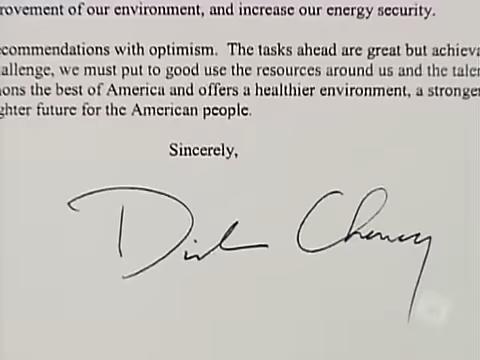 rovement of our environment, and increase our energy security.
ecommendations with optimism. The tasks ahead are great but achieva
allenge, we must put to good use the resources around us and the talen
ons the best of America and offers a healthier environment, a stronger
ghter future for the American people.
Sincerely,
Dick Cheney